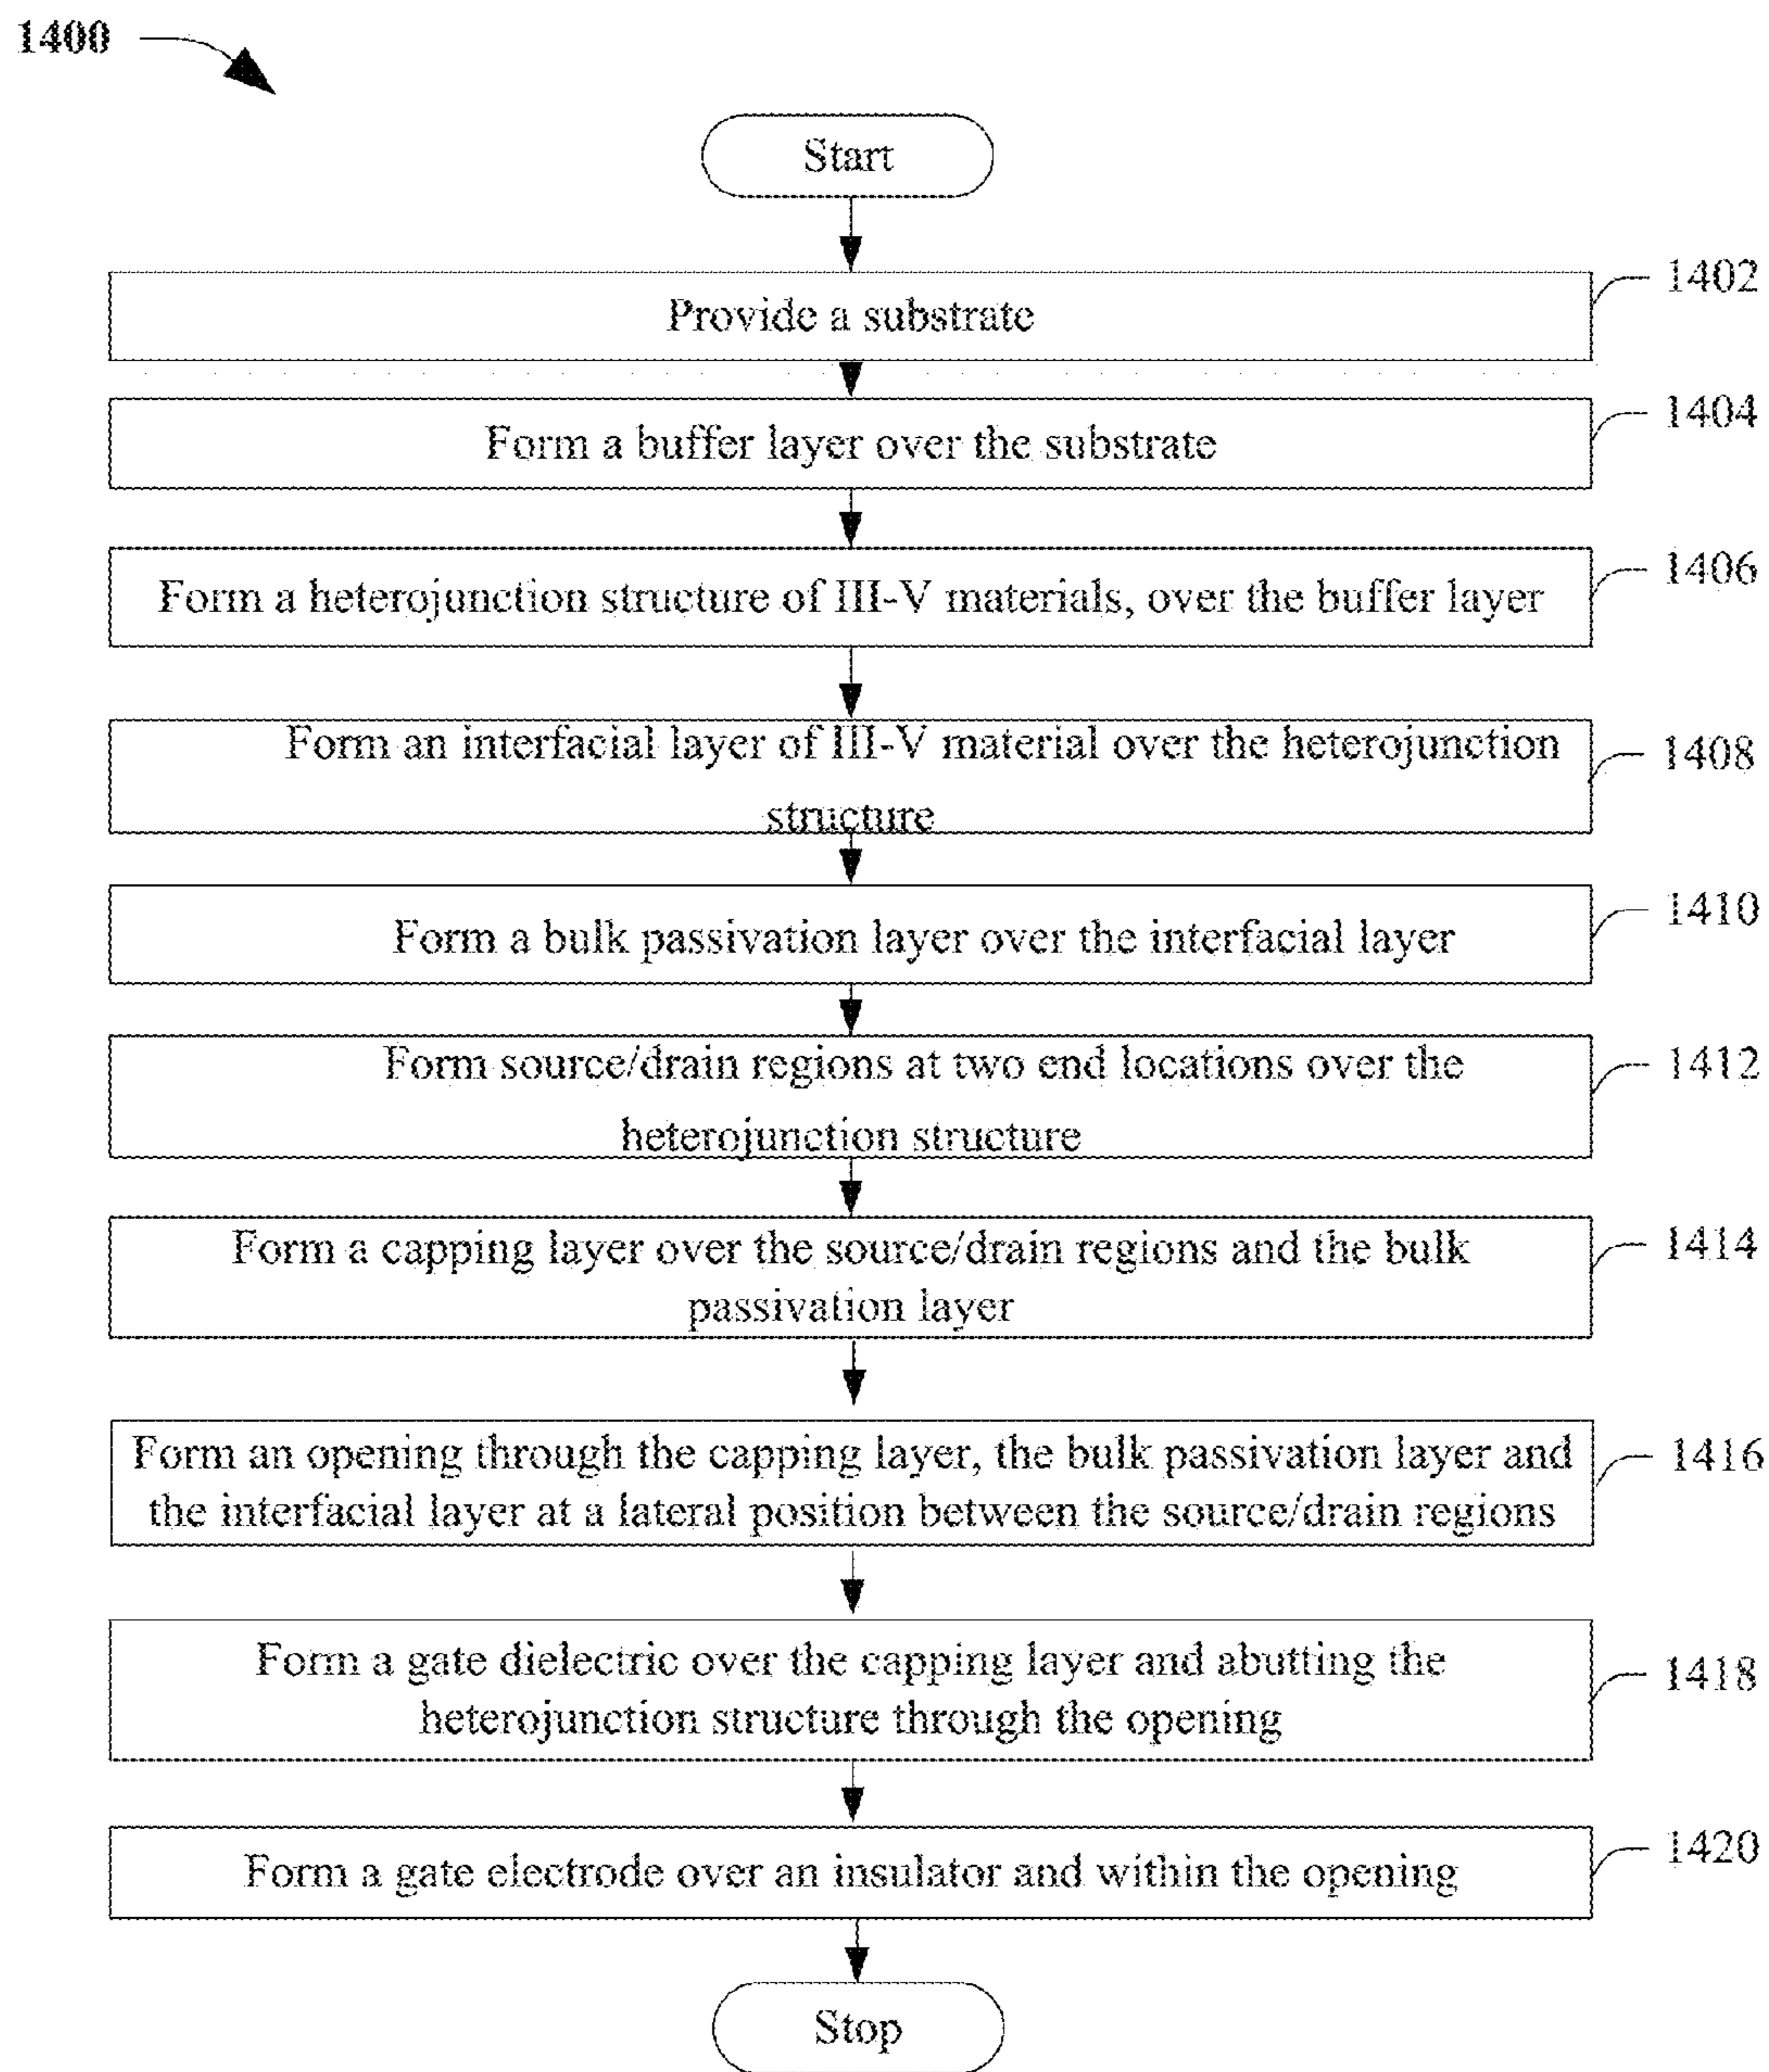 1400
Start
Provide a substrate
1402
Form a buffer layer over the substrate
1404
Form a heterojunction structure of III-V materials, over the buffer layer
1406
Form an interfacial layer of III-V material over the heterojunction
structure
1408
Form a bulk passivation layer over the interfacial layer
1410
Form source/drain regions at two end locations over the
heterojunction structure
1412
Form a capping layer over the source/drain regions and the bulk
passivation layer
1414
Form an opening through the capping layer, the bulk passivation layer and
the interfacial layer at a lateral position between the source/drain regions
1416
Form a gate dielectric over the capping layer and abutting the
heterojunction structure through the opening
1418
Form a gate electrode over an insulator and within the opening
1420
Stop